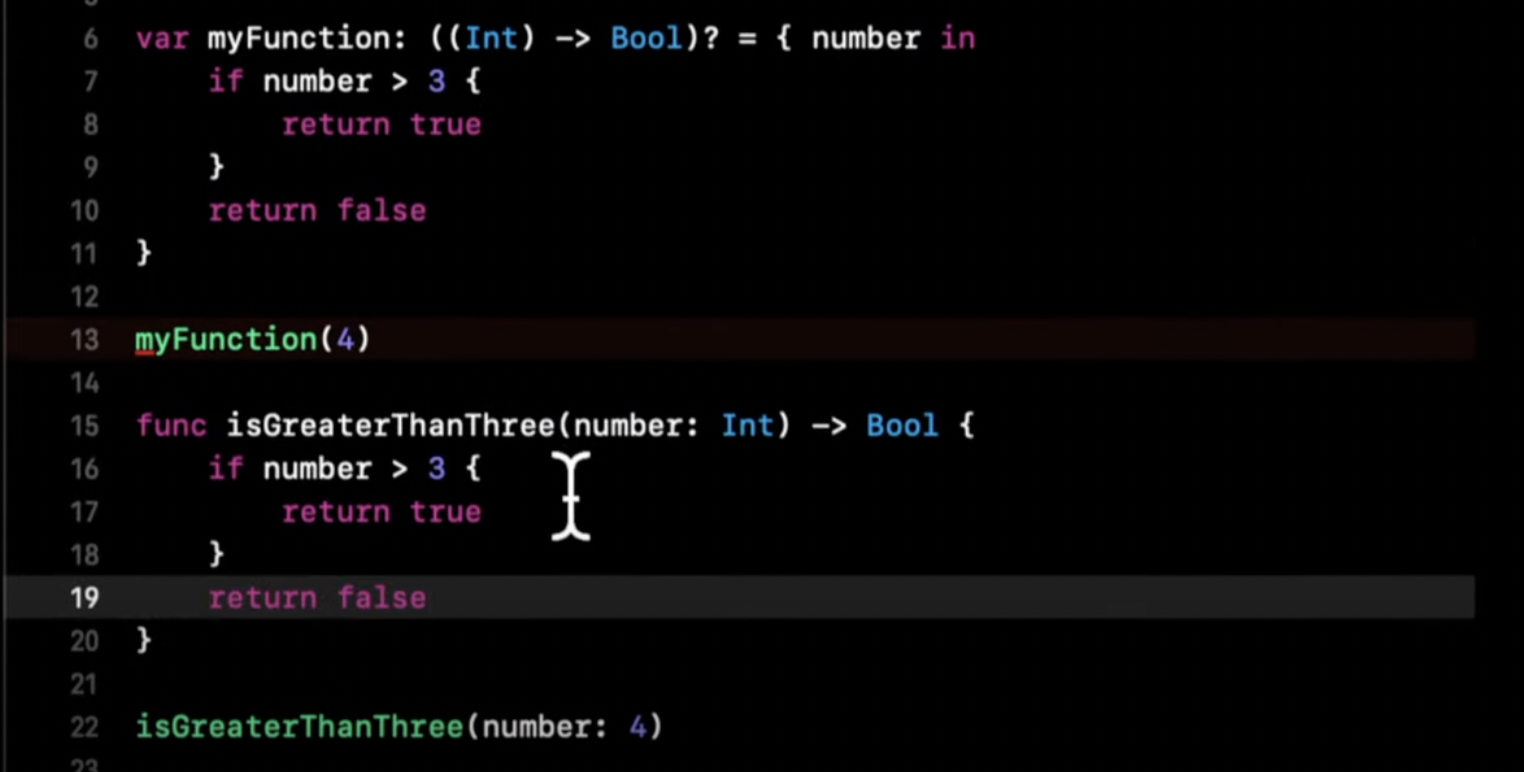 6 var myFunction: ((Int) -> Bool)? = { number in
7     if number > 3 {
8         return true
9     }
10     return false
11 }
12
13 myFunction(4)
14
15 func isGreaterThanThree(number: Int) -> Bool {
16     if number > 3 {
17         return true
18     }
19     return false
20 }
21
22 isGreaterThanThree(number: 4)
23